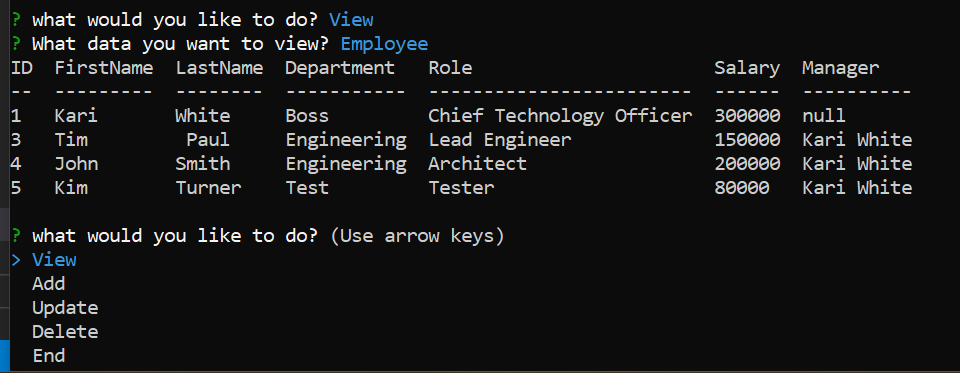 ? what would you like to do? View
? What data you want to view? Employee
ID  FirstName  LastName  Department   Role                      Salary  Manager
--  ---------  --------  -----------  ------------------------  ------  ----------
1   Kari       White     Boss         Chief Technology Officer  300000  null
3   Tim         Paul     Engineering  Lead Engineer             150000  Kari White
4   John       Smith     Engineering  Architect                 200000  Kari White
5   Kim        Turner    Test         Tester                    80000   Kari White
? what would you like to do? (Use arrow keys)
> View
  Add
  Update
  Delete
  End